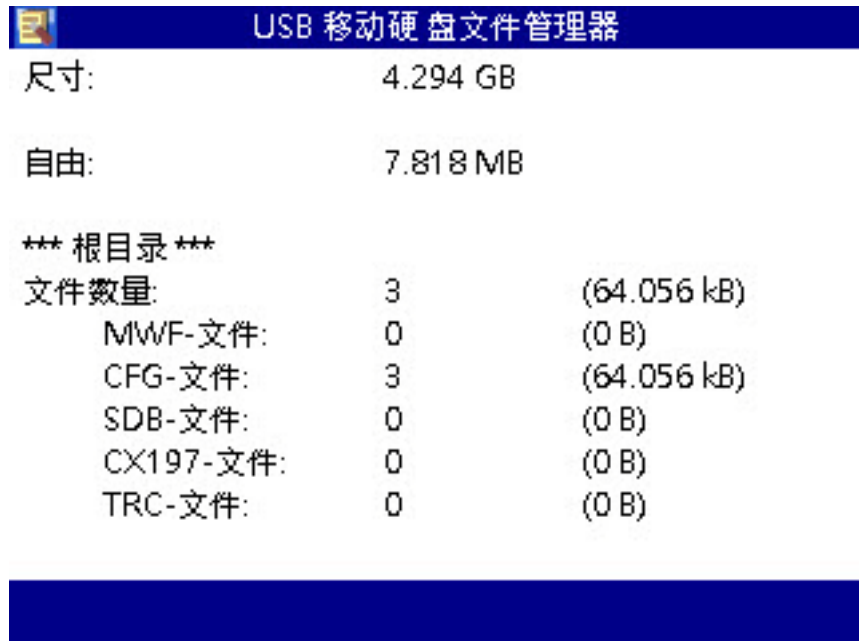 USB 移动硬 盘文件管理器
尺寸: 4.294 GB
自由: 7.818 MB
*** 根目录 ***
文件数量: 3 (64.056 kB)
MWF-文件: 0 (0 B)
CFG-文件: 3 (64.056 kB)
SDB-文件: 0 (0 B)
CX197-文件: 0 (0 B)
TRC-文件: 0 (0 B)